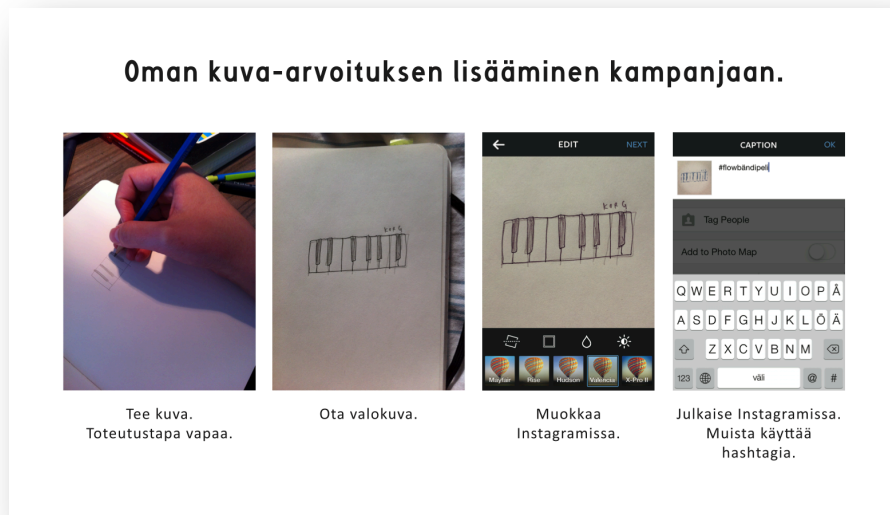 Oman kuva-arvoituksen lisääminen kampanjaan.
EDIT
NEXT
CAPTION
OK
#flowbändipeli
Tag People
Add to Photo Map
Q W E R T Y U I O P Å
A S D F G H J K L Ö Ä
Z X C V B N M
123
väli
@ #
Mayfair
Rise
Hudson
Valencia
X-Pro II
Tee kuva.
Toteutustapa vapaa.
Ota valokuva.
Muokkaa
Instagramissa.
Julkaise Instagramissa.
Muista käyttää
hashtagia.